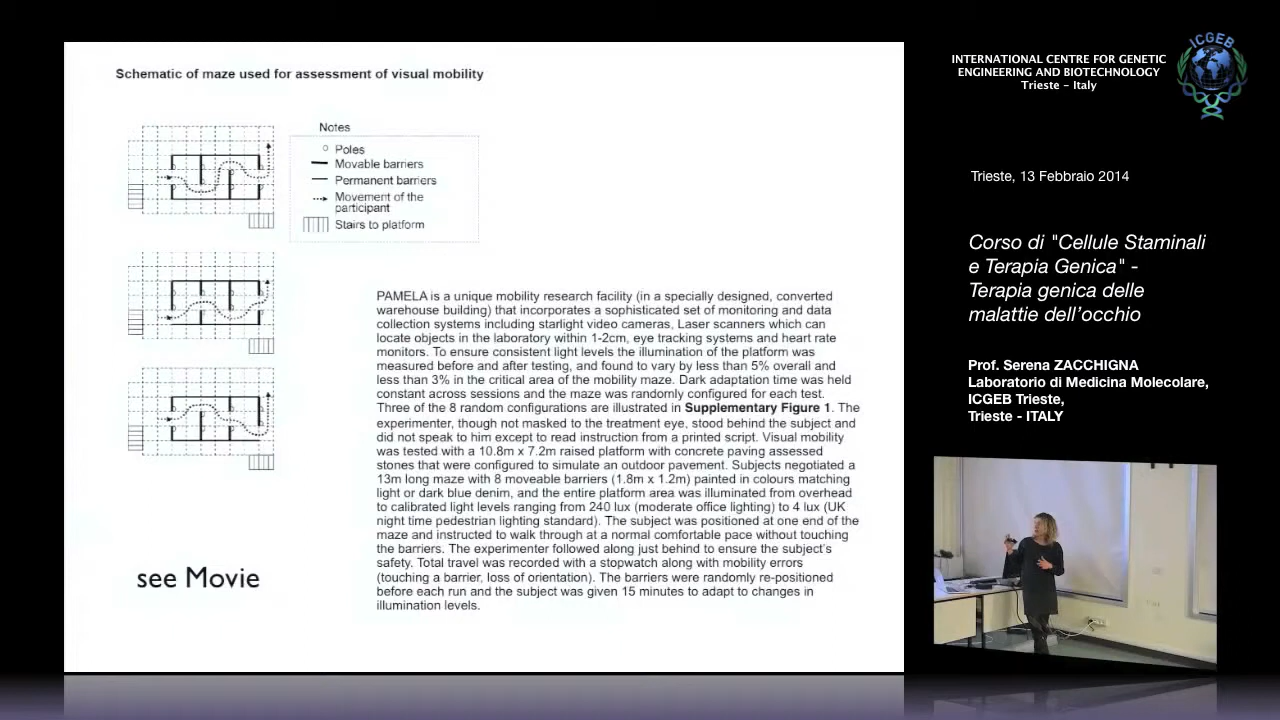 Schematic of maze used for assessment of visual mobility
Notes
Poles
Movable barriers
Permanent barriers
Movement of the
participant
Stairs to platform
PAMELA is a unique mobility research facility (in a specially designed, converted
warehouse building) that incorporates a sophisticated set of monitoring and data
collection systems including starlight video cameras, Laser scanners which can
locate objects in the laboratory within 1-2cm, eye tracking systems and heart rate
monitors. To ensure consistent light levels the illumination of the platform was
measured before and after testing, and found to vary by less than 5% overall and
less than 3% in the critical area of the mobility maze. Dark adaptation time was held
constant across sessions and the maze was randomly configured for each test.
Three of the 8 random configurations are illustrated in Supplementary Figure 1. The
experimenter, though not masked to the treatment eye, stood behind the subject and
did not speak to him except to read instruction from a printed script. Visual mobility
was tested with a 10.8m x 7.2m raised platform with concrete paving assessed
stones that were configured to simulate an outdoor pavement. Subjects negotiated a
13m long maze with 8 moveable barriers (1.8m x 1.2m) painted in colours matching
light or dark blue denim, and the entire platform area was illuminated from overhead
to calibrated light levels ranging from 240 lux (moderate office lighting) to 4 lux (UK
night time pedestrian lighting standard). The subject was positioned at one end of the
maze and instructed to walk through at a normal comfortable pace without touching
the barriers. The experimenter followed along just behind to ensure the subject's
safety. Total travel was recorded with a stopwatch along with mobility errors
(touching a barrier, loss of orientation). The barriers were randomly re-positioned
before each run and the subject was given 15 minutes to adapt to changes in
illumination levels.
see Movie
INTERNATIONAL CENTRE FOR GENETIC
ENGINEERING AND BIOTECHNOLOGY
Trieste - Italy
ICGEB
Trieste, 13 Febbraio 2014
Corso di "Cellule Staminali
e Terapia Genica" -
Terapia genica delle
malattie dell'occhio
Prof. Serena ZACCHIGNA
Laboratorio di Medicina Molecolare,
ICGEB Trieste,
Trieste - ITALY